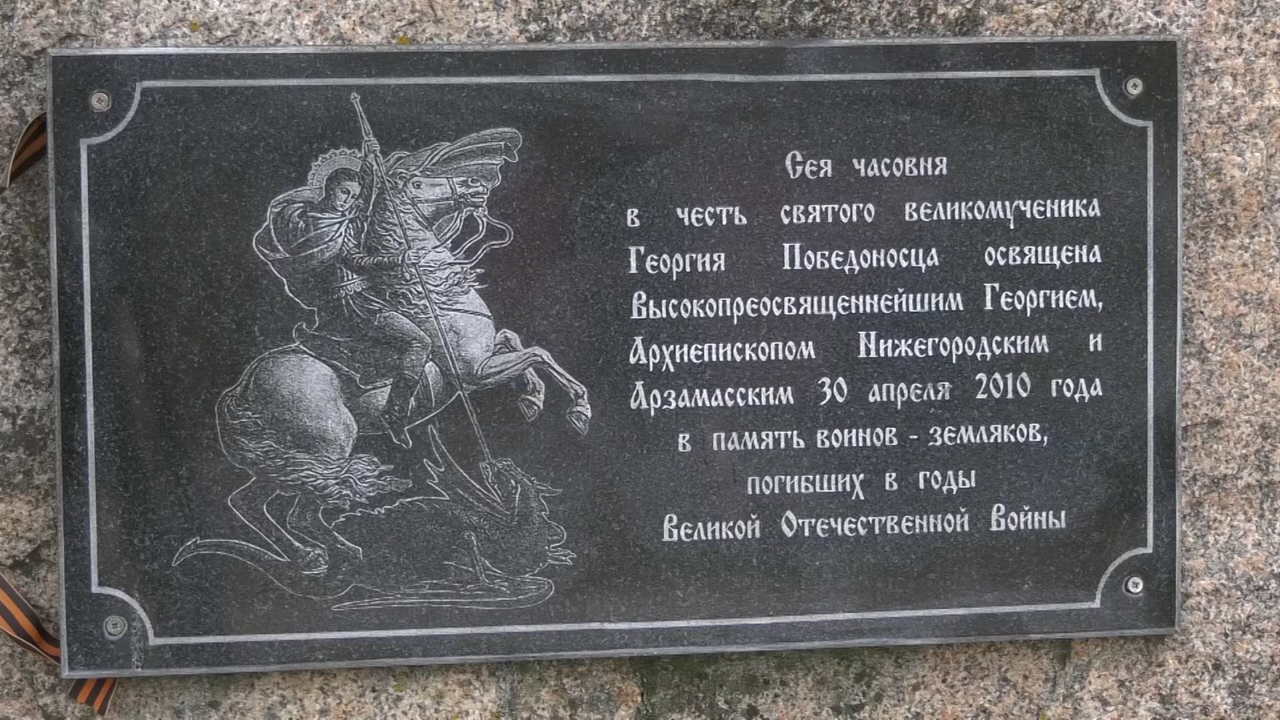 Сея часовня
в честь святого великомученика
Георгия Победоносца освящена
Высокопреосвященнейшим Георгием,
Архиепископом Нижегородским и
Арзамасским 30 апреля 2010 года
в память воинов - земляков,
погибших в годы
Великой Отечественной Войны